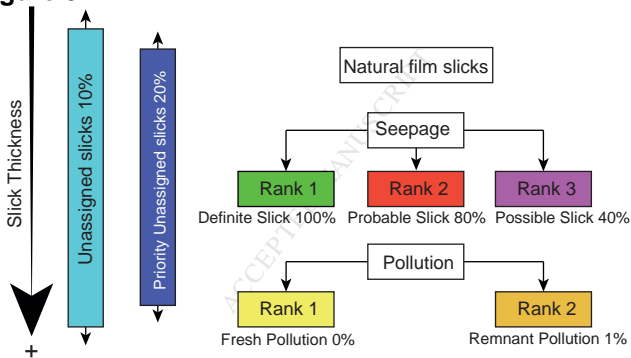 Slick Thickness
+
Unassigned slicks 10%
Priority Unassigned slicks 20%
Natural film slicks
Seepage
Rank 1
Rank 2
Rank 3
Definite Slick 100%
Probable Slick 80%
Possible Slick 40%
Pollution
Rank 1
Rank 2
Fresh Pollution 0%
Remnant Pollution 1%